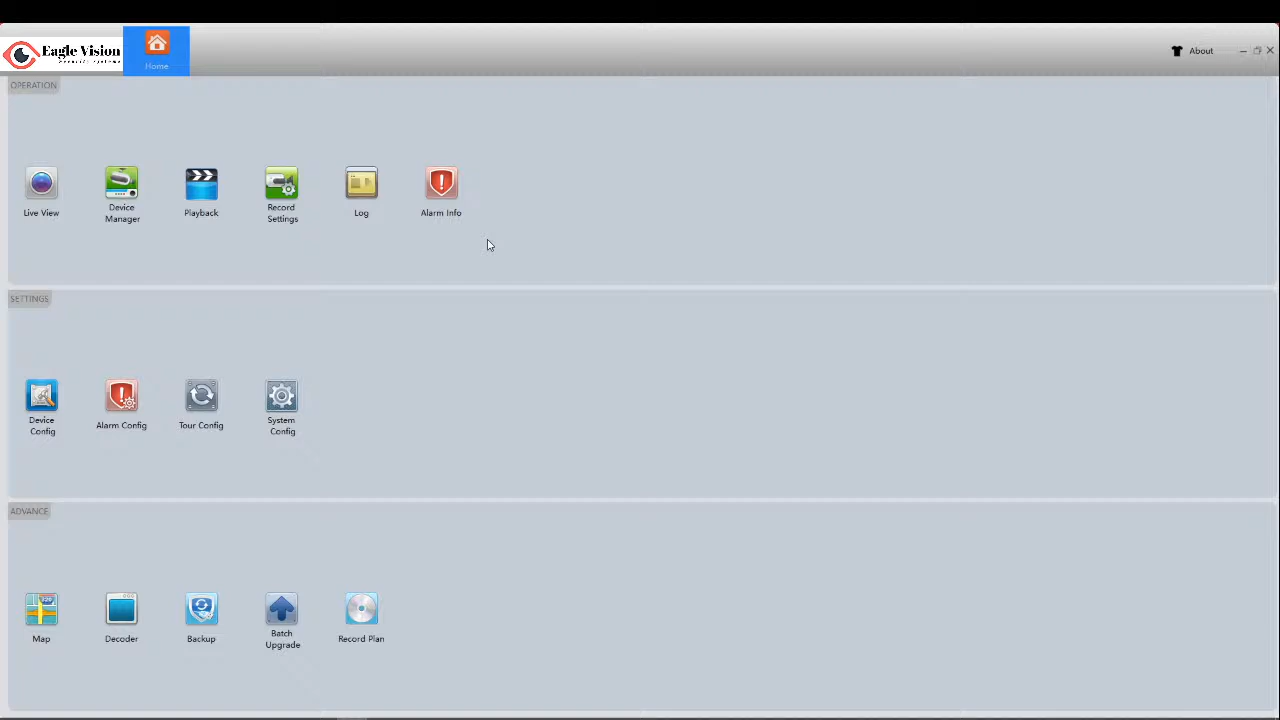 Eagle Vision
Home
About
OPERATION
Live View
Device
Manager
Playback
Record
Settings
Log
Alarm Info
SETTINGS
Device
Config
Alarm Config
Tour Config
System
Config
ADVANCE
Map
Decoder
Backup
Batch
Upgrade
Record Plan